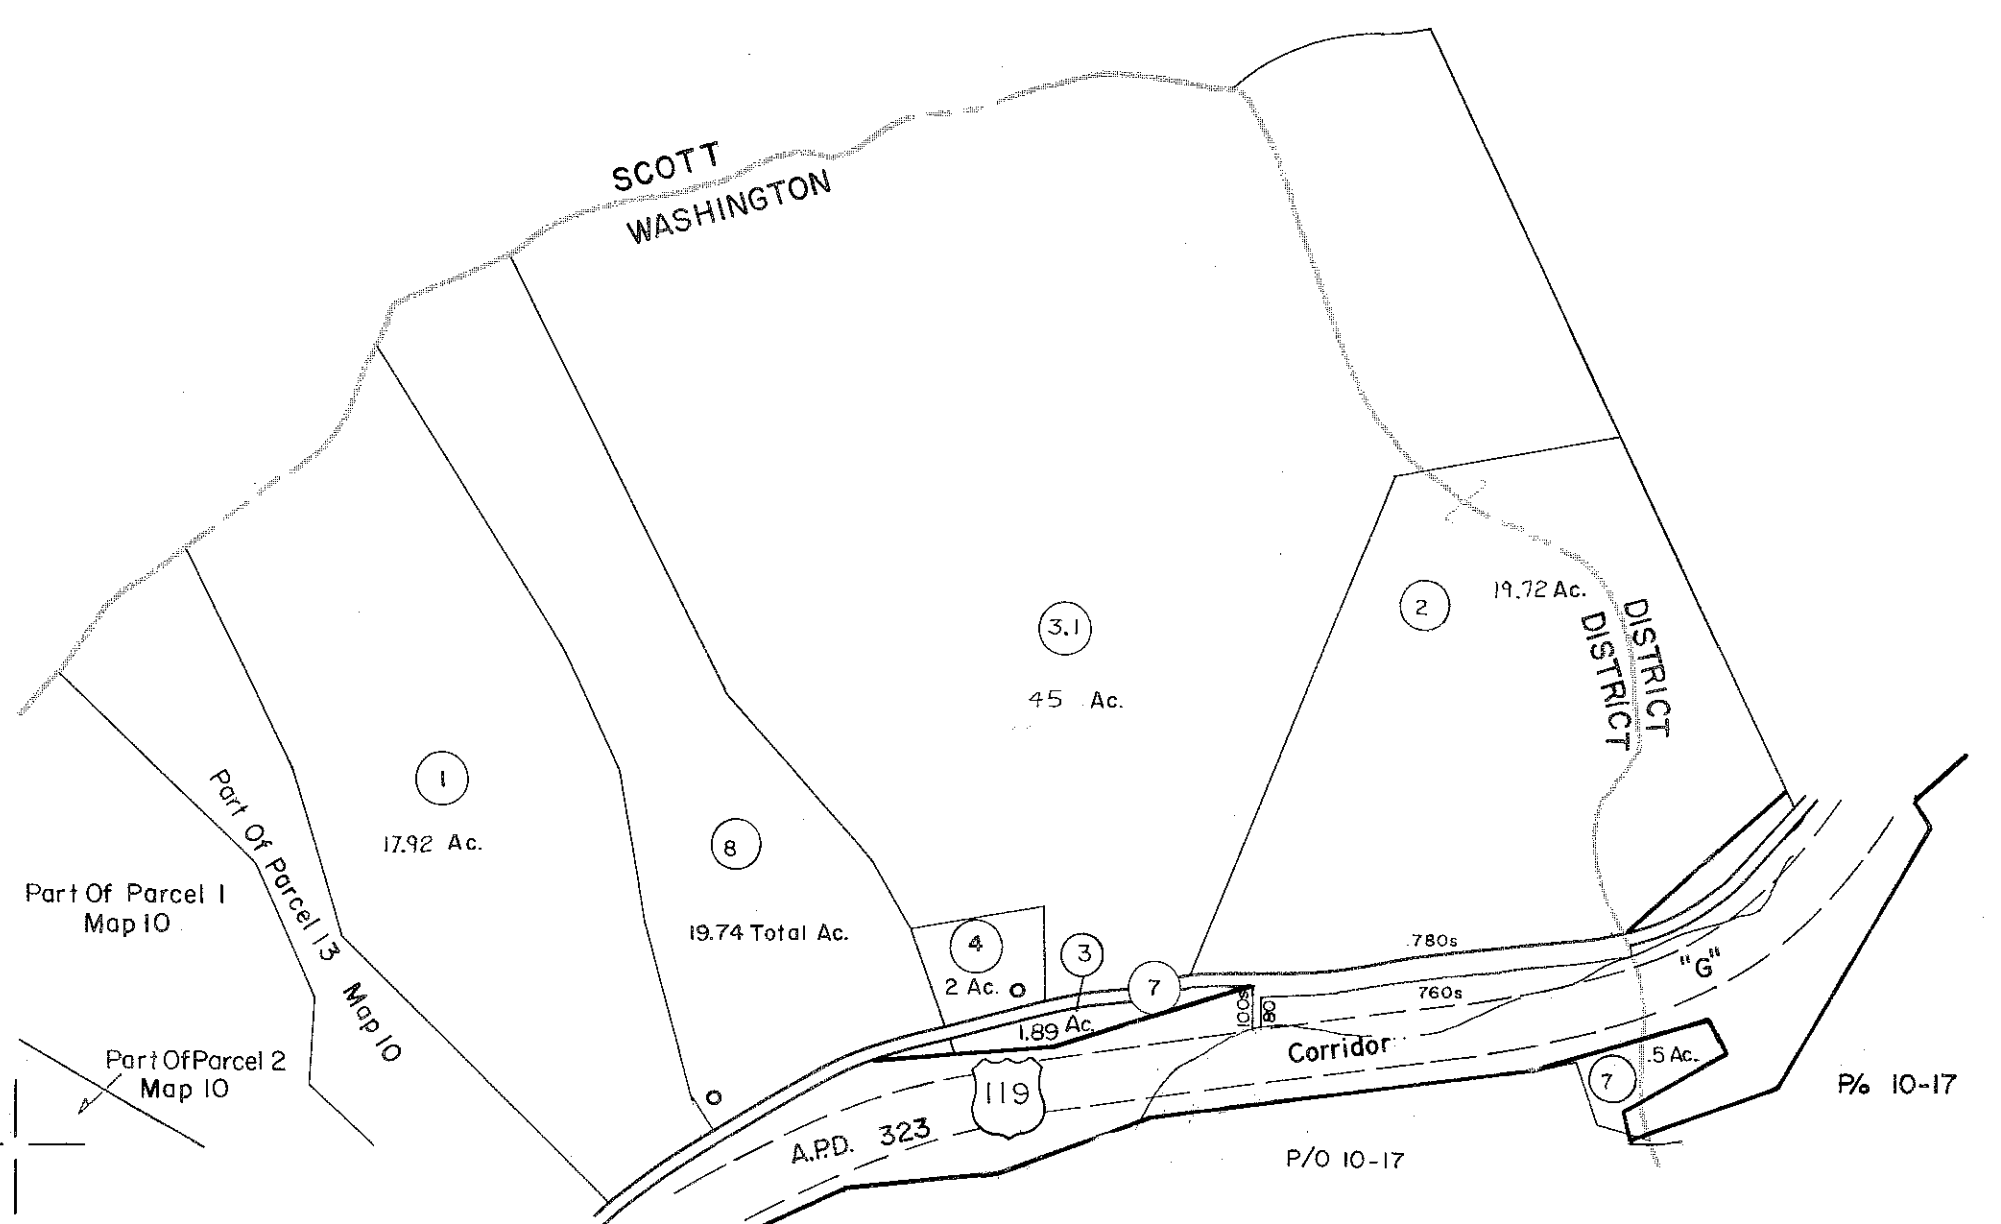 SCOTT
WASHINGTON
3.1
45 Ac.
2
19.72 Ac.
DISTRICT
DISTRICT
1
17.92 Ac.
8
19.74 Total Ac.
Part Of Parcel 13 Map 10
Part Of Parcel 1
Map 10
Part Of Parcel 2
Map 10
4
2 Ac.
3
7
1.89 Ac.
.780s
760s
100s
80
"G"
Corridor
119
A.P.D. 323
7
.5 Ac.
P/o 10-17
P/O 10-17